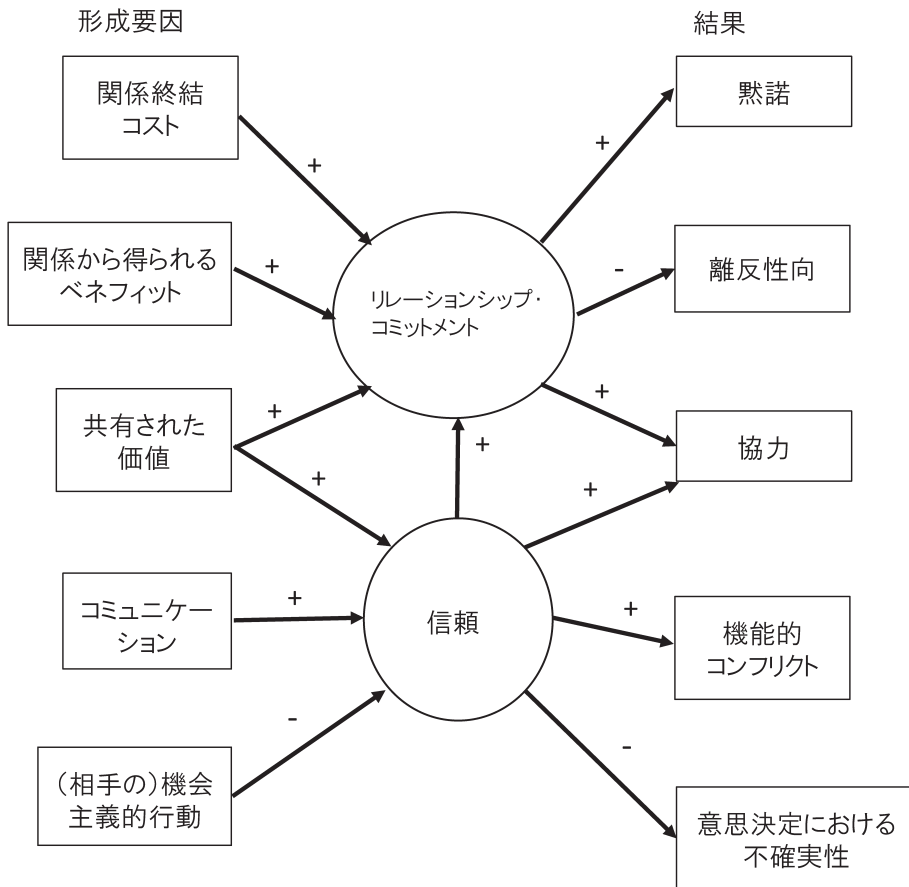 形成要因
結果
関係終結
コスト
黙諾
+
+
関係から得られる
ベネフィット
+
リレーションシップ・
コミットメント
-
離反性向
共有された
価値
+
+
+
+
+
協力
コミュニケー
ション
+
信頼
+
機能的
コンフリクト
-
-
(相手の)機会
主義的行動
意思決定における
不確実性